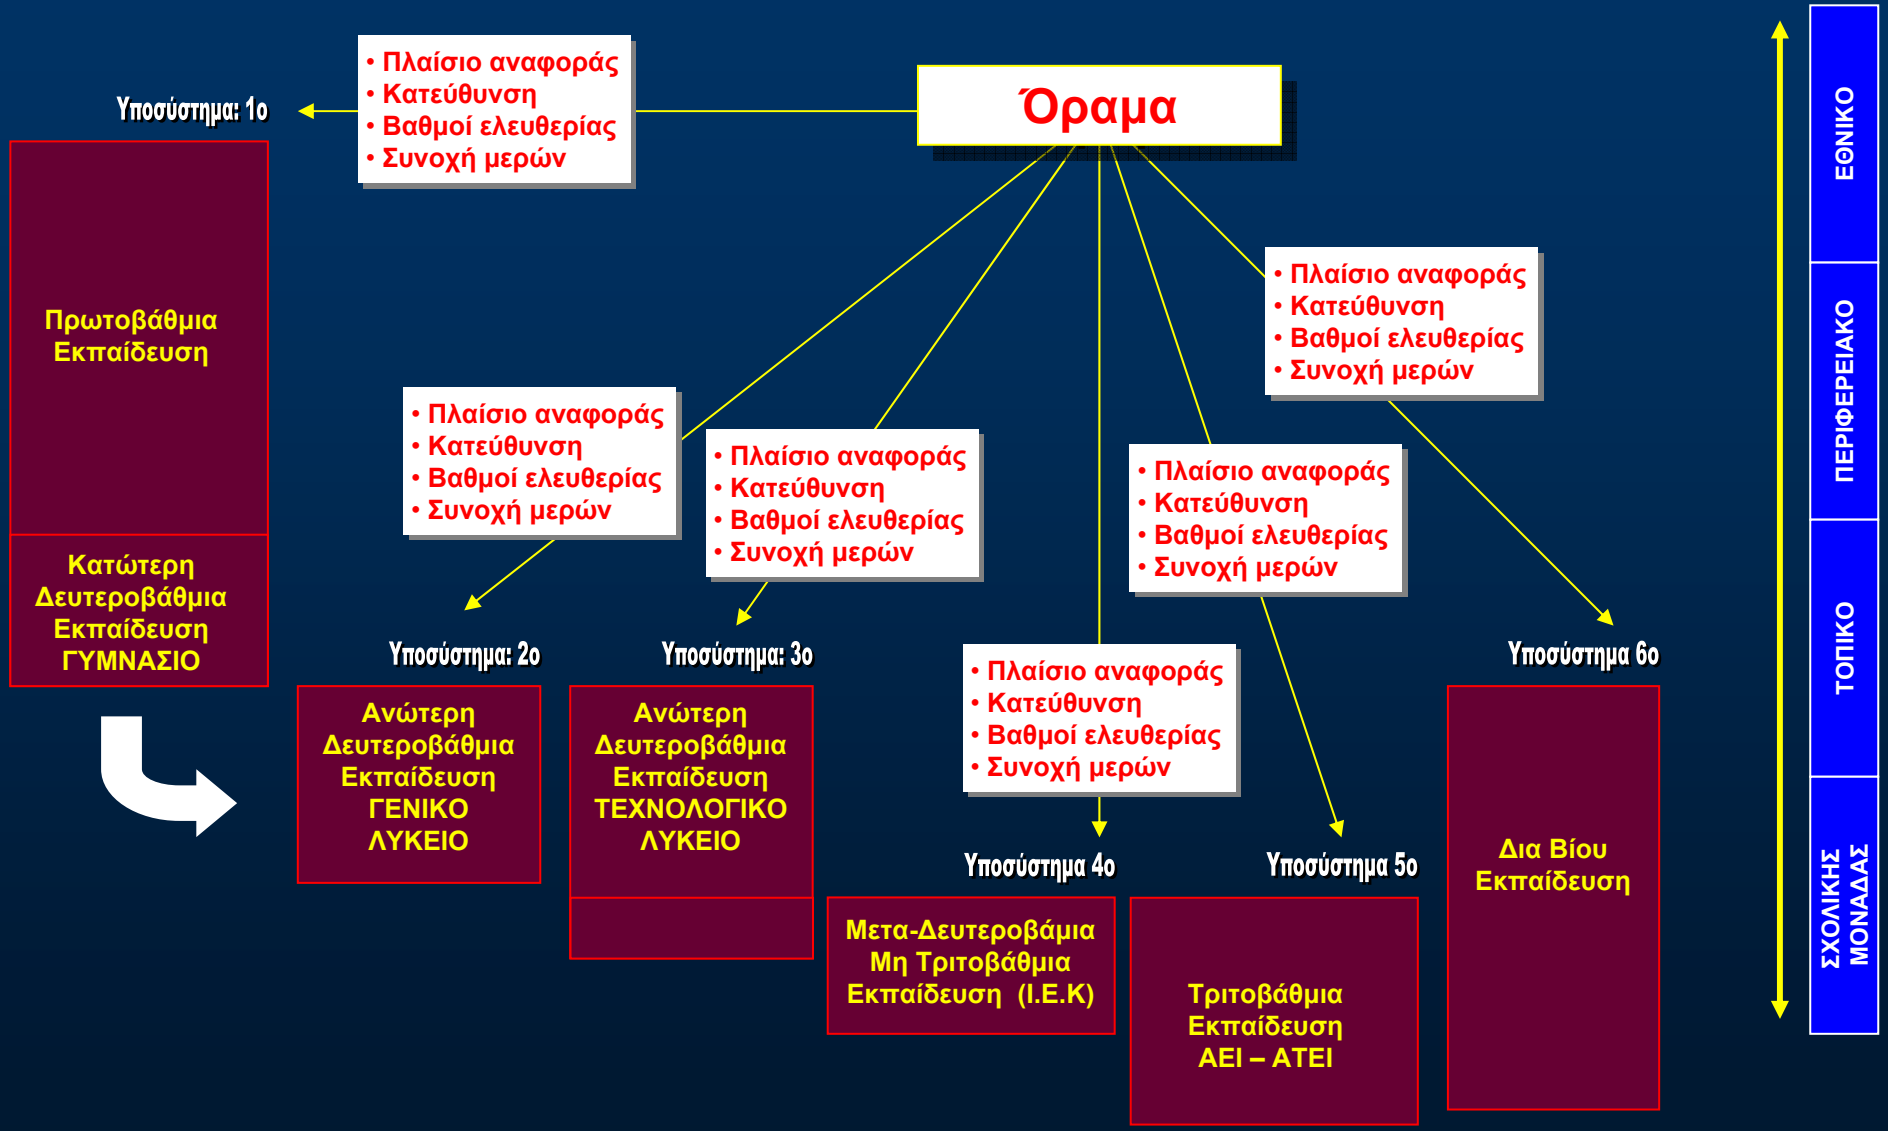 Όραμα
• Πλαίσιο αναφοράς
• Κατεύθυνση
• Βαθμοί ελευθερίας
• Συνοχή μερών
Υποσύστημα: 1ο
Πρωτοβάθμια
Εκπαίδευση
Κατώτερη
Δευτεροβάθμια
Εκπαίδευση
ΓΥΜΝΑΣΙΟ
• Πλαίσιο αναφοράς
• Κατεύθυνση
• Βαθμοί ελευθερίας
• Συνοχή μερών
Υποσύστημα: 2ο
Ανώτερη
Δευτεροβάθμια
Εκπαίδευση
ΓΕΝΙΚΟ
ΛΥΚΕΙΟ
• Πλαίσιο αναφοράς
• Κατεύθυνση
• Βαθμοί ελευθερίας
• Συνοχή μερών
Υποσύστημα: 3ο
Ανώτερη
Δευτεροβάθμια
Εκπαίδευση
ΤΕΧΝΟΛΟΓΙΚΟ
ΛΥΚΕΙΟ
• Πλαίσιο αναφοράς
• Κατεύθυνση
• Βαθμοί ελευθερίας
• Συνοχή μερών
Υποσύστημα 4ο
Μετα-Δευτεροβάμια
Μη Τριτοβάθμια
Εκπαίδευση (Ι.Ε.Κ)
• Πλαίσιο αναφοράς
• Κατεύθυνση
• Βαθμοί ελευθερίας
• Συνοχή μερών
Υποσύστημα 5ο
Τριτοβάθμια
Εκπαίδευση
ΑΕΙ – ΑΤΕΙ
• Πλαίσιο αναφοράς
• Κατεύθυνση
• Βαθμοί ελευθερίας
• Συνοχή μερών
Υποσύστημα 6ο
Δια Βίου
Εκπαίδευση
ΕΘΝΙΚΟ
ΠΕΡΙΦΕΡΕΙΑΚΟ
ΤΟΠΙΚΟ
ΣΧΟΛΙΚΗΣ
ΜΟΝΑΔΑΣ